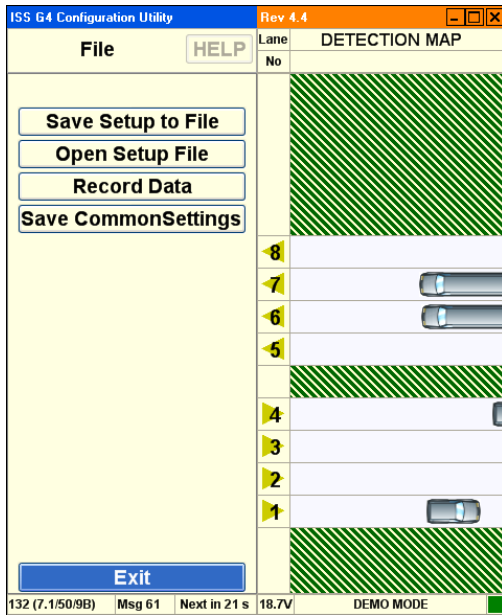 ISS G4 Configuration Utility Rev 4.4
File HELP
Lane No DETECTION MAP
Save Setup to File
Open Setup File
Record Data
Save CommonSettings
8
7
6
5
4
3
2
1
Exit
132 (7.1/50/9B) Msg 61 Next in 21 s 18.7V DEMO MODE